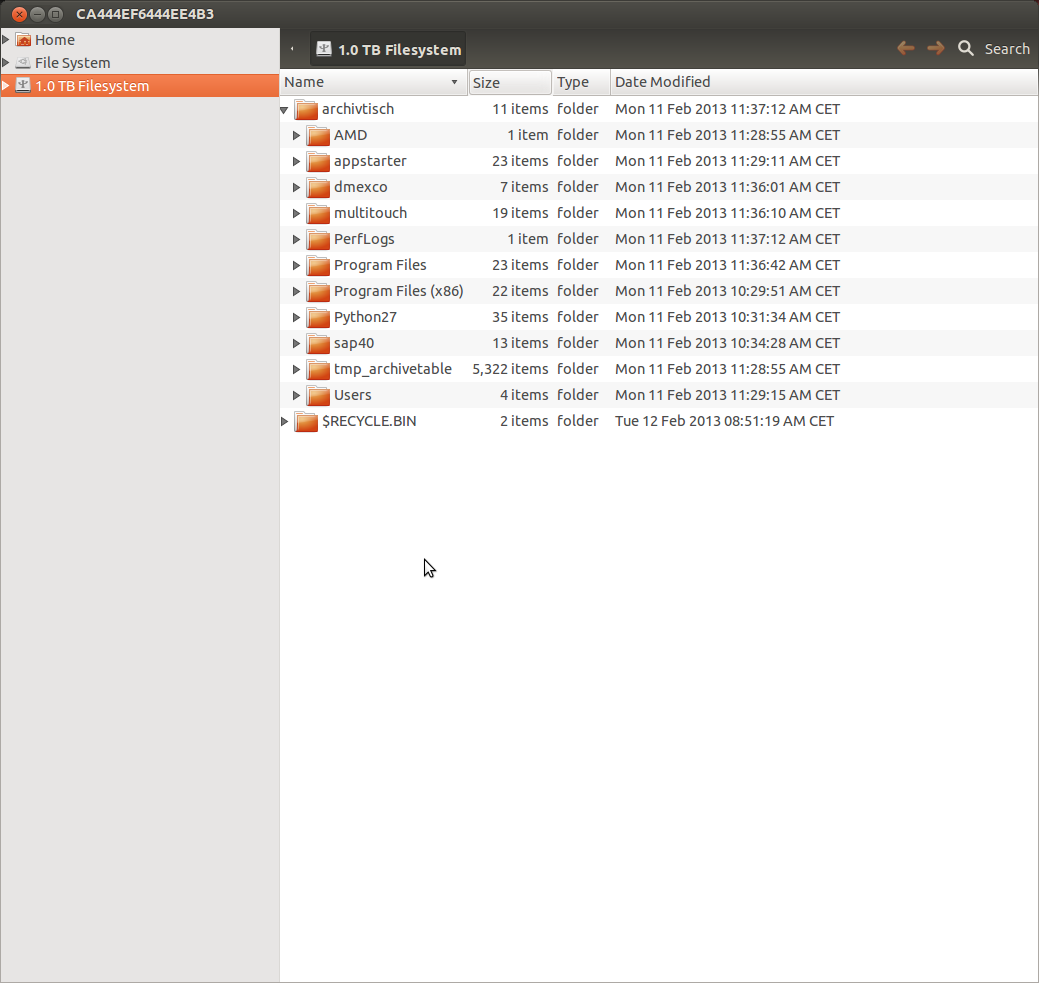 CA444EF6444EE4B3
Home
File System
1.0 TB Filesystem
1.0 TB Filesystem
Search
Name Size Type Date Modified
archivtisch 11 items folder Mon 11 Feb 2013 11:37:12 AM CET
AMD 1 item folder Mon 11 Feb 2013 11:28:55 AM CET
appstarter 23 items folder Mon 11 Feb 2013 11:29:11 AM CET
dmexco 7 items folder Mon 11 Feb 2013 11:36:01 AM CET
multitouch 19 items folder Mon 11 Feb 2013 11:36:10 AM CET
PerfLogs 1 item folder Mon 11 Feb 2013 11:37:12 AM CET
Program Files 23 items folder Mon 11 Feb 2013 11:36:42 AM CET
Program Files (x86) 22 items folder Mon 11 Feb 2013 10:29:51 AM CET
Python27 35 items folder Mon 11 Feb 2013 10:31:34 AM CET
sap40 13 items folder Mon 11 Feb 2013 10:34:28 AM CET
tmp_archivetable 5,322 items folder Mon 11 Feb 2013 11:28:55 AM CET
Users 4 items folder Mon 11 Feb 2013 11:29:15 AM CET
$RECYCLE.BIN 2 items folder Tue 12 Feb 2013 08:51:19 AM CET